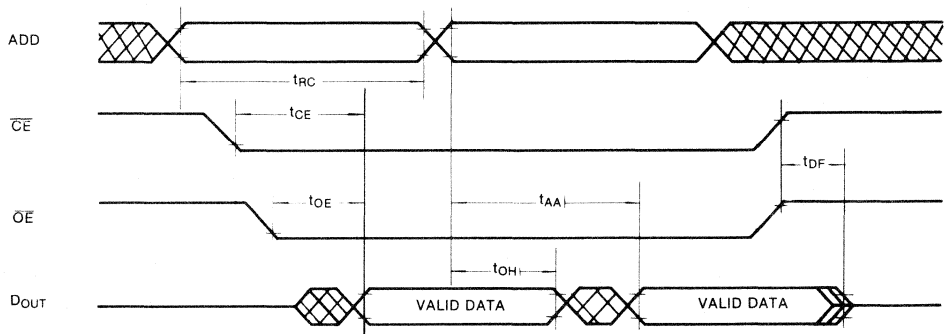 ADD
tRC
CE
tCE
tDF
OE
tOE
tAA
tOH
DOUT
VALID DATA
VALID DATA